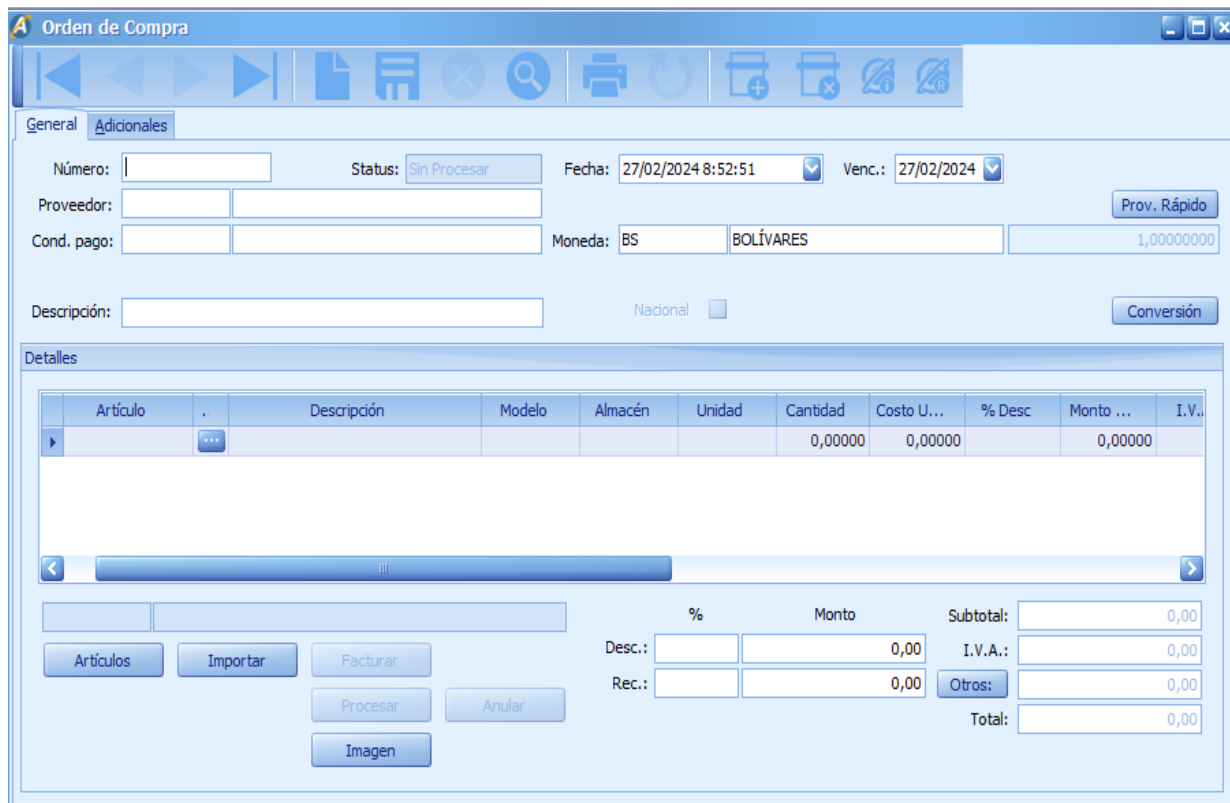 Orden de Compra
General Adicionales
Número: Status: Sin Procesar Fecha: 27/02/2024 8:52:51 Venc.: 27/02/2024
Proveedor: Prov. Rápido
Cond. pago: Moneda: BS BOLÍVARES 1,00000000
Descripción: Nacional Conversión
Detalles
Artículo .. Descripción Modelo Almacén Unidad Cantidad Costo U... % Desc Monto ... I.V.
... 0,00000 0,00000 0,00000
% Monto Subtotal: 0,00
Artículos Importar Facturar Desc.: 0,00 I.V.A.: 0,00
Procesar Anular Rec.: 0,00 Otros: 0,00
Total: 0,00
Imagen